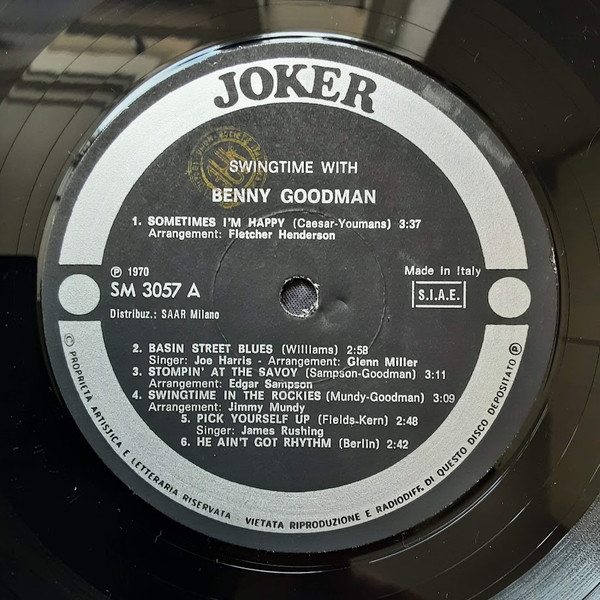 JOKER
SWINGTIME WITH
BENNY GOODMAN
1. SOMETIMES I'M HAPPY (Caesar-Youmans) 3:37
Arrangement: Fletcher Henderson
℗ 1970
SM 3057 A
Distribuz.: SAAR Milano
Made In Italy
S.I.A.E.
2. BASIN STREET BLUES (Williams) 2:58
Singer: Joe Harris - Arrangement: Glenn Miller
3. STOMPIN' AT THE SAVOY (Sampson-Goodman) 3:11
Arrangement: Edgar Sampson
4. SWINGTIME IN THE ROCKIES (Mundy-Goodman) 3:09
Arrangement: Jimmy Mundy
5. PICK YOURSELF UP (Fields-Kern) 2:48
Singer: James Rushing
6. HE AIN'T GOT RHYTHM (Berlin) 2:42
© PROPRIETA ARTISTICA E LETTERARIA RISERVATA · VIETATA RIPRODUZIONE E RADIODIFF. DI QUESTO DISCO DEPOSITATO ℗